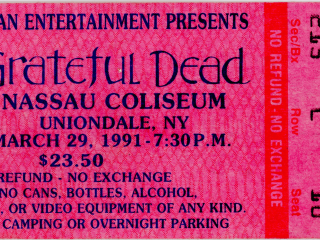 AN ENTERTAINMENT PRESENTS
Grateful Dead
NASSAU COLISEUM
UNIONDALE, NY
MARCH 29, 1991-7:30 P.M.
$23.50
REFUND - NO EXCHANGE
NO CANS, BOTTLES, ALCOHOL,
, OR VIDEO EQUIPMENT OF ANY KIND.
CAMPING OR OVERNIGHT PARKING
NO REFUND-NO EXCHANGE
Sec/Bx
Row
L
Seat